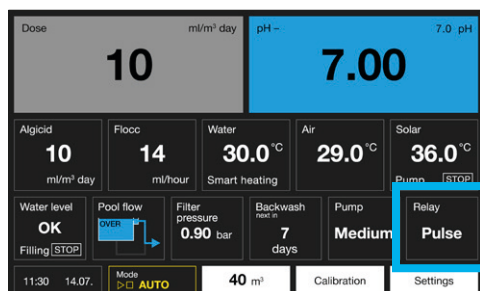 Dose ml/m³ day
10
pH – 7.0 pH
7.00
Algicid
10
ml/m³ day
Flocc
14
ml/hour
Water
30.0 °C
Smart heating
Air
29.0 °C
Solar
36.0 °C
Pump STOP
Water level
OK
Filling STOP
Pool flow
OVER
Filter
pressure
0.90 bar
Backwash
next in
7
days
Pump
Medium
Relay
Pulse
11:30 14.07.
Mode
AUTO
40 m³
Calibration
Settings